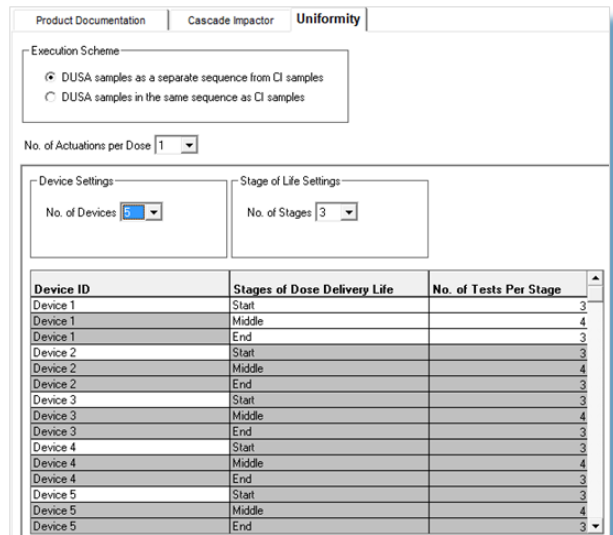 Product Documentation Cascade Impactor Uniformity
Execution Scheme
DUSA samples as a separate sequence from CI samples
DUSA samples in the same sequence as CI samples
No. of Actuations per Dose 1
Device Settings Stage of Life Settings
No. of Devices 5 No. of Stages 3
Device ID Stages of Dose Delivery Life No. of Tests Per Stage
Device 1 Start 3
Device 1 Middle 4
Device 1 End 3
Device 2 Start 3
Device 2 Middle 4
Device 2 End 3
Device 3 Start 3
Device 3 Middle 4
Device 3 End 3
Device 4 Start 3
Device 4 Middle 4
Device 4 End 3
Device 5 Start 3
Device 5 Middle 4
Device 5 End 3